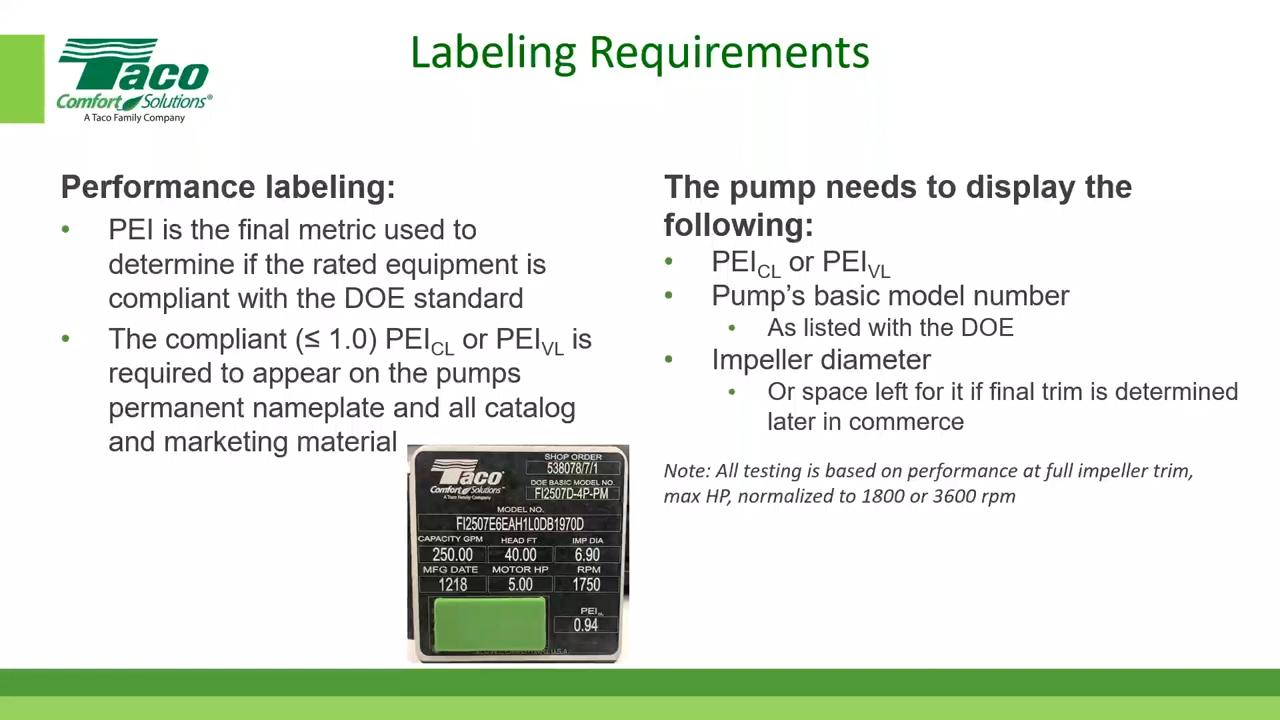 Taco
Comfort Solutions®
A Taco Family Company
Labeling Requirements
Performance labeling:
• PEI is the final metric used to
determine if the rated equipment is
compliant with the DOE standard
• The compliant (≤ 1.0) PEICL or PEIVL is
required to appear on the pumps
permanent nameplate and all catalog
and marketing material
The pump needs to display the
following:
• PEICL or PEIVL
• Pump's basic model number
• As listed with the DOE
• Impeller diameter
• Or space left for it if final trim is determined
later in commerce
Note: All testing is based on performance at full impeller trim,
max HP, normalized to 1800 or 3600 rpm
Taco
Comfort Solutions
A Taco Family Company
SHOP ORDER
538078/7/1
DOE BASIC MODEL NO.
FI2507D-4P-PM
MODEL NO.
FI2507E6EAH1L0DB1970D
CAPACITY GPM HEAD FT IMP DIA
250.00 40.00 6.90
MFG DATE MOTOR HP RPM
1218 5.00 1750
PEI
0.94
U.S.A.